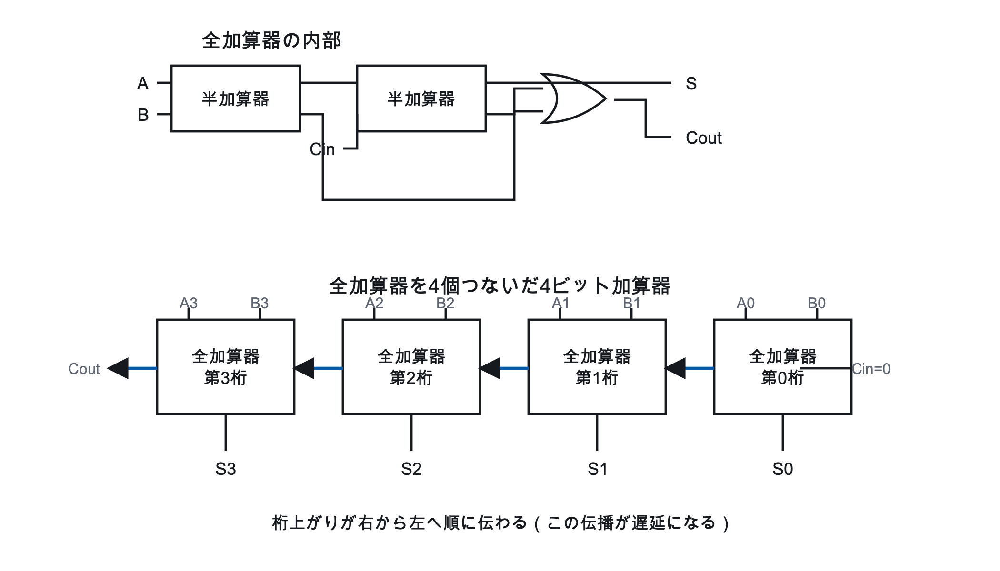 全加算器の内部
A
半加算器
半加算器
S
B
Cin
Cout
全加算器を4個つないだ4ビット加算器
A3
B3
A2
B2
A1
B1
A0
B0
Cout
全加算器
第3桁
全加算器
第2桁
全加算器
第1桁
全加算器
第0桁
Cin=0
S3
S2
S1
S0
桁上がりが右から左へ順に伝わる（この伝播が遅延になる）